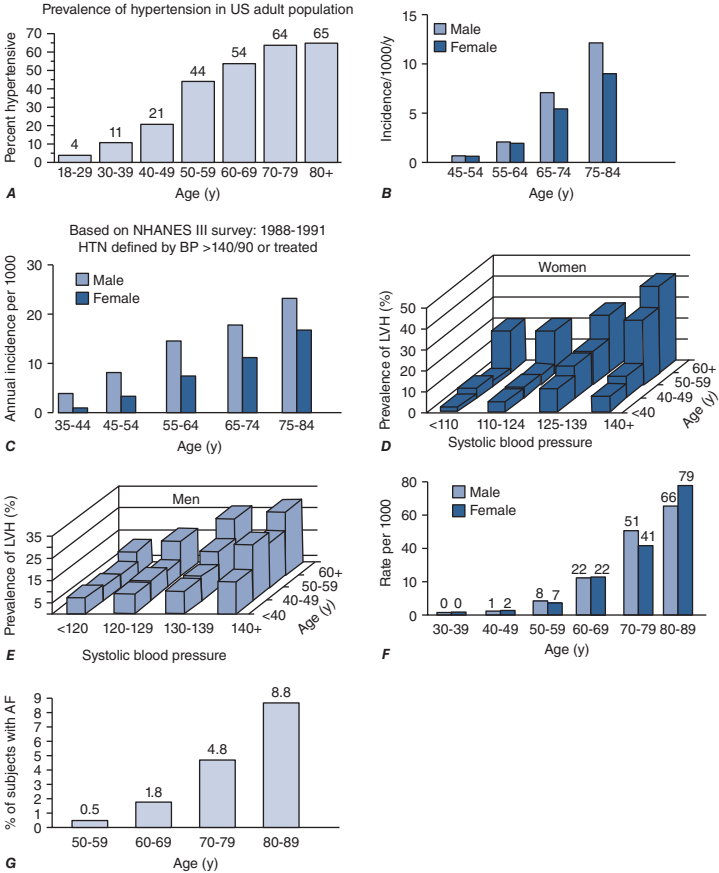 Prevalence of hypertension in US adult population
Percent hypertensive
70
60
50
40
30
20
10
0
4
11
21
44
54
64
65
18-29 30-39 40-49 50-59 60-69 70-79 80+
Age (y)
A
Incidence/1000/y
15
10
5
0
Male
Female
45-54 55-64 65-74 75-84
Age (y)
B
Based on NHANES III survey: 1988-1991
HTN defined by BP >140/90 or treated
Annual incidence per 1000
30
20
10
0
Male
Female
35-44 45-54 55-64 65-74 75-84
Age (y)
C
Women
Prevalence of LVH (%)
50
40
30
20
10
0
<110 110-124 125-139 140+
<40
40-49
50-59
60+
Age (y)
Systolic blood pressure
D
Men
Prevalence of LVH (%)
35
25
15
5
<120 120-129 130-139 140+
<40
40-49
50-59
60+
Age (y)
Systolic blood pressure
E
Rate per 1000
80
60
40
10
0
Male
Female
0 0
1 2
8 7
22 22
51 41
66 79
30-39 40-49 50-59 60-69 70-79 80-89
Age (y)
F
% of subjects with AF
9
8
7
6
5
4
3
2
1
0
0.5
1.8
4.8
8.8
50-59 60-69 70-79 80-89
Age (y)
G